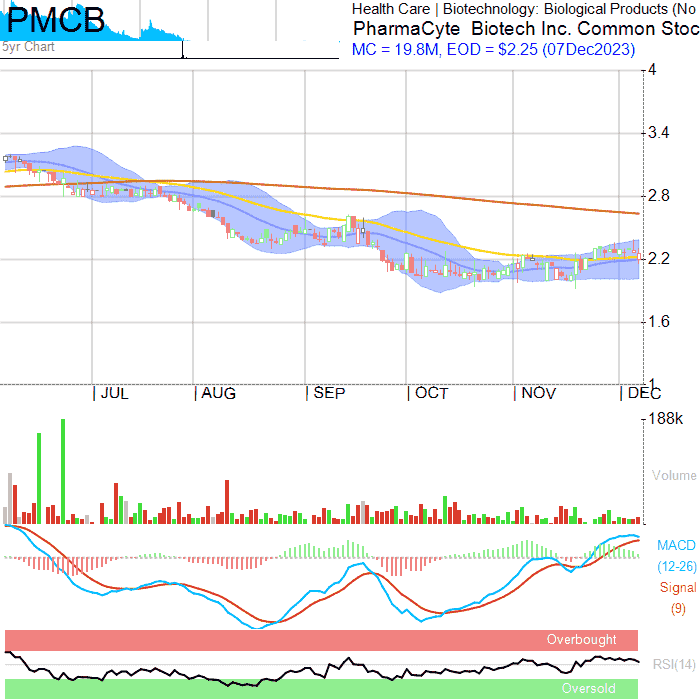 PMCB
Health Care | Biotechnology: Biological Products (No
PharmaCyte Biotech Inc. Common Stoc
MC = 19.8M, EOD = $2.25 (07Dec2023)
5yr Chart
4
3.4
2.8
2.2
1.6
1
| JUL | AUG | SEP | OCT | NOV | DEC
188k
Volume
MACD
(12-26)
Signal
(9)
Overbought
RSI(14)
Oversold